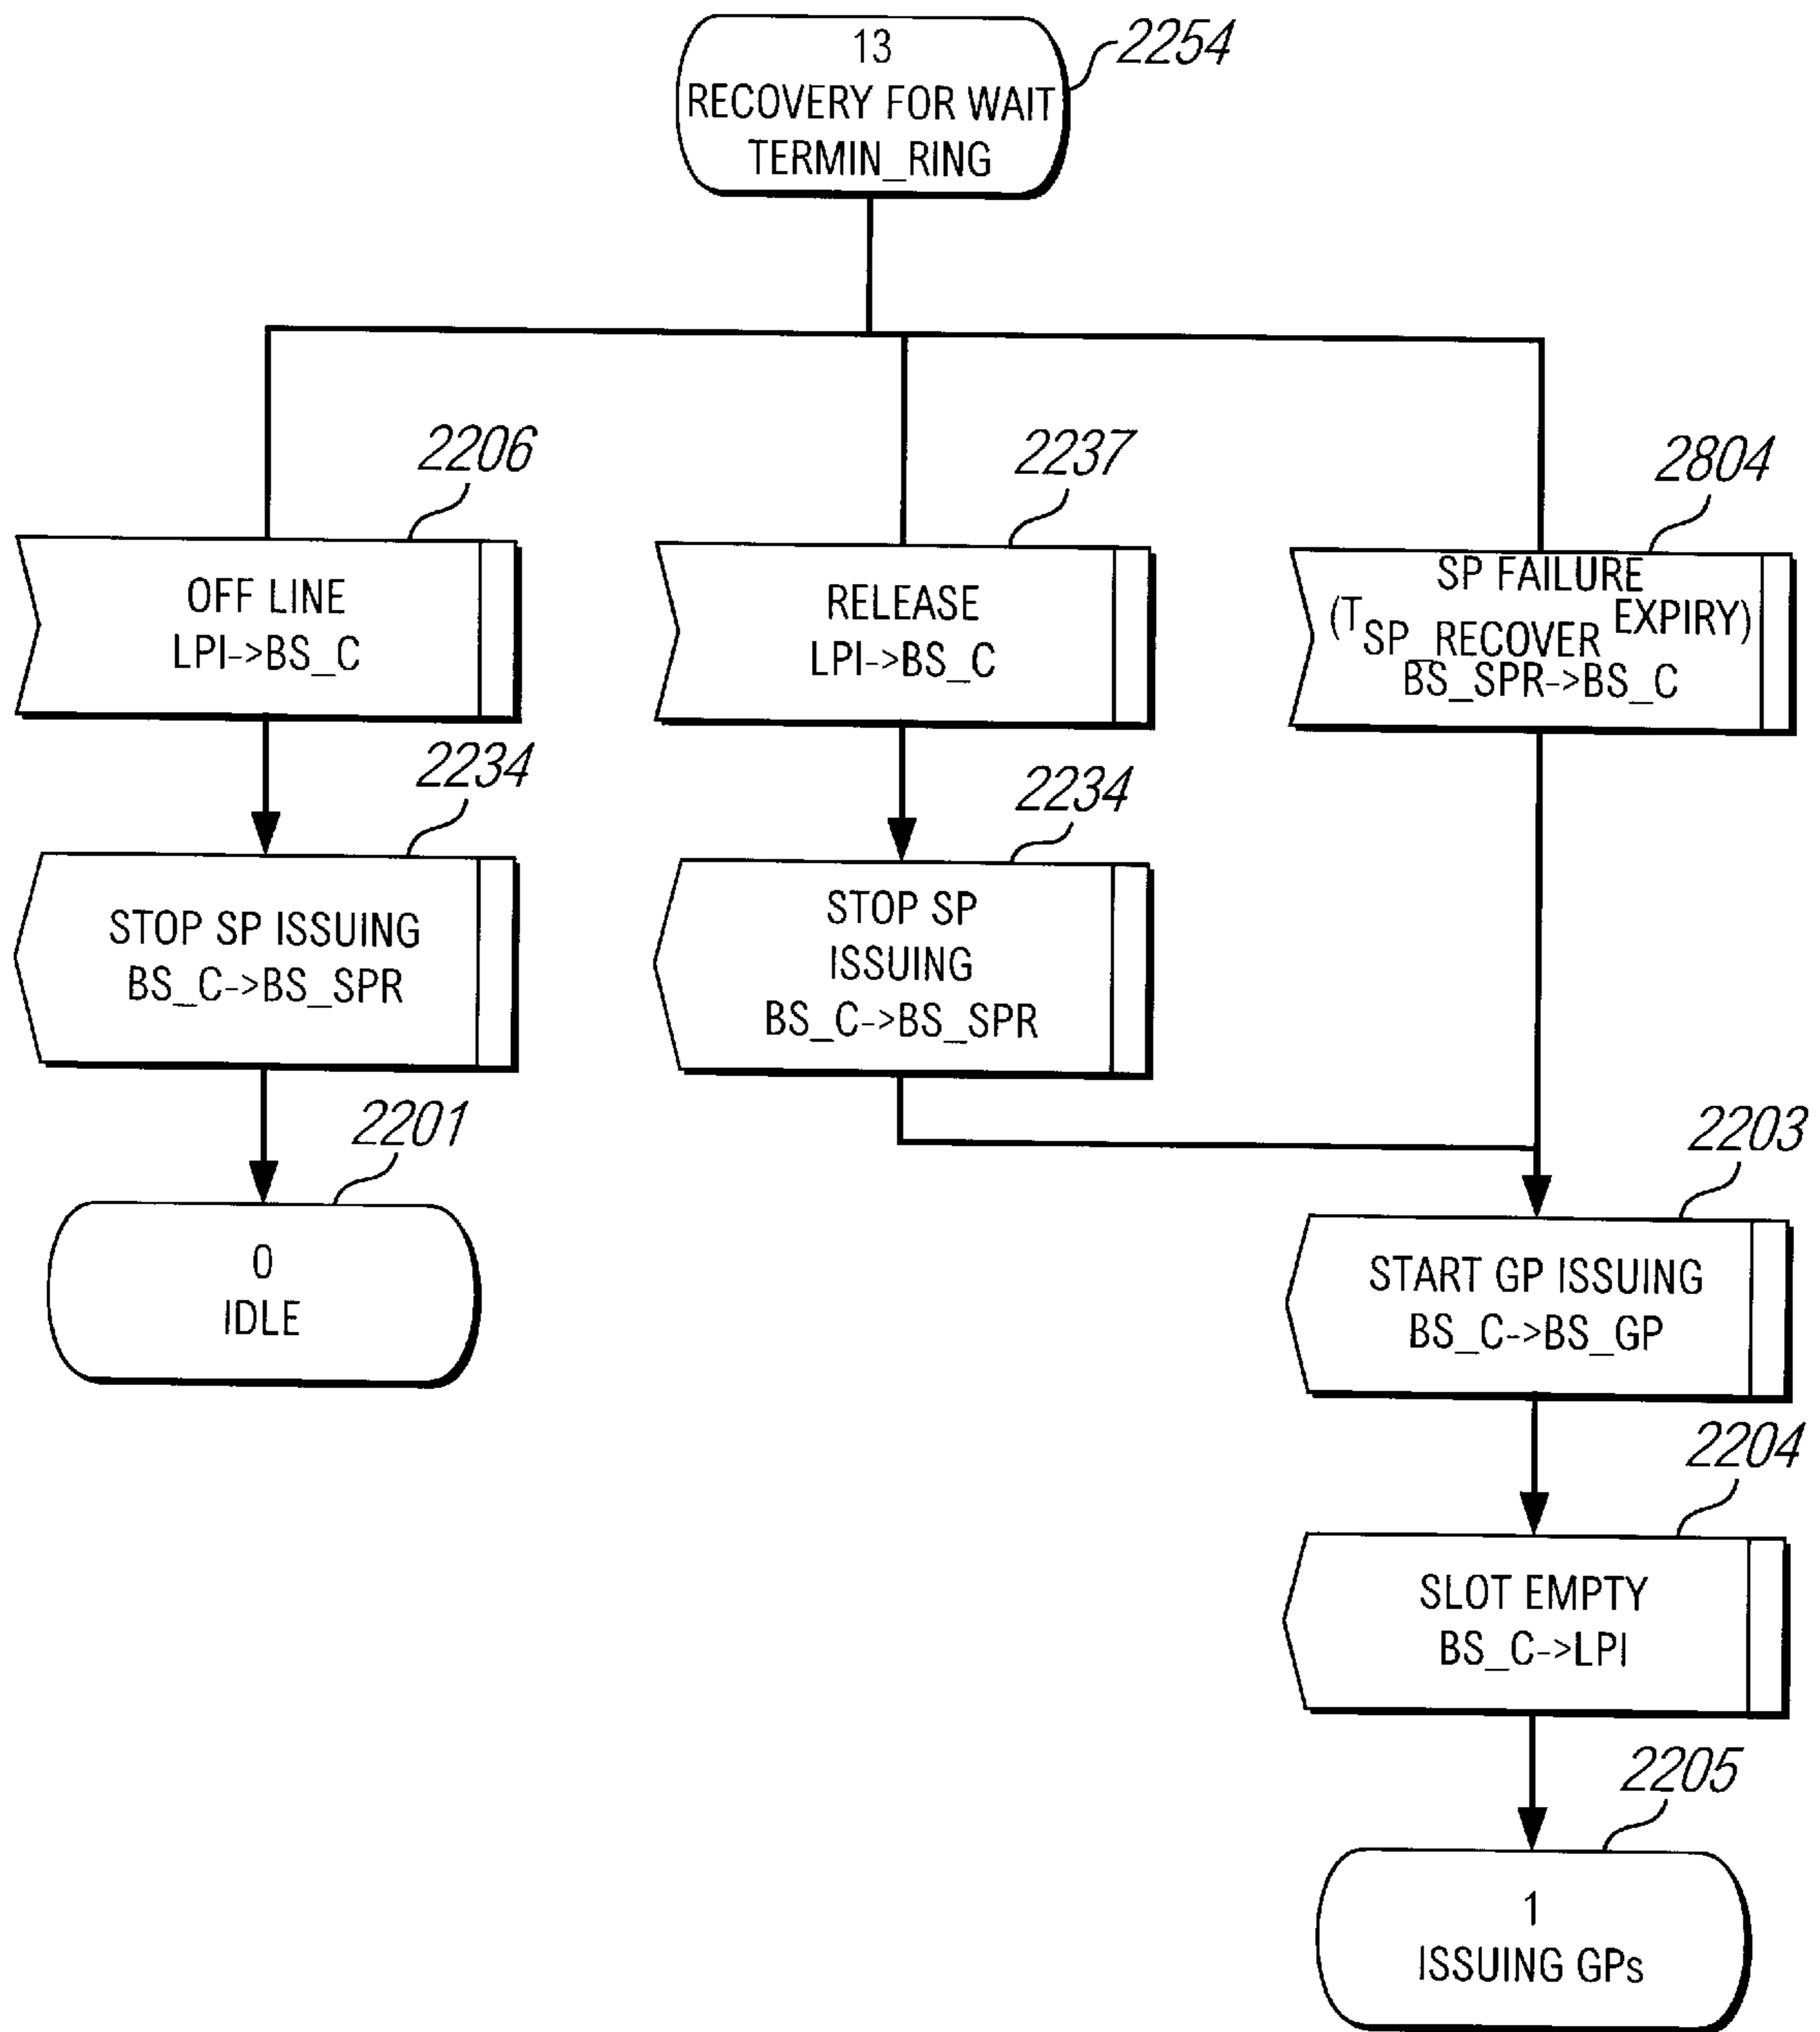 13
RECOVERY FOR WAIT
TERMIN_RING
2254
2206
OFF LINE
LPI->BS_C
2237
RELEASE
LPI->BS_C
2804
SP FAILURE
(T SP_RECOVER EXPIRY)
BS_SPR->BS_C
2234
STOP SP ISSUING
BS_C->BS_SPR
2234
STOP SP
ISSUING
BS_C->BS_SPR
2201
0
IDLE
2203
START GP ISSUING
BS_C->BS_GP
2204
SLOT EMPTY
BS_C->LPI
2205
1
ISSUING GPs